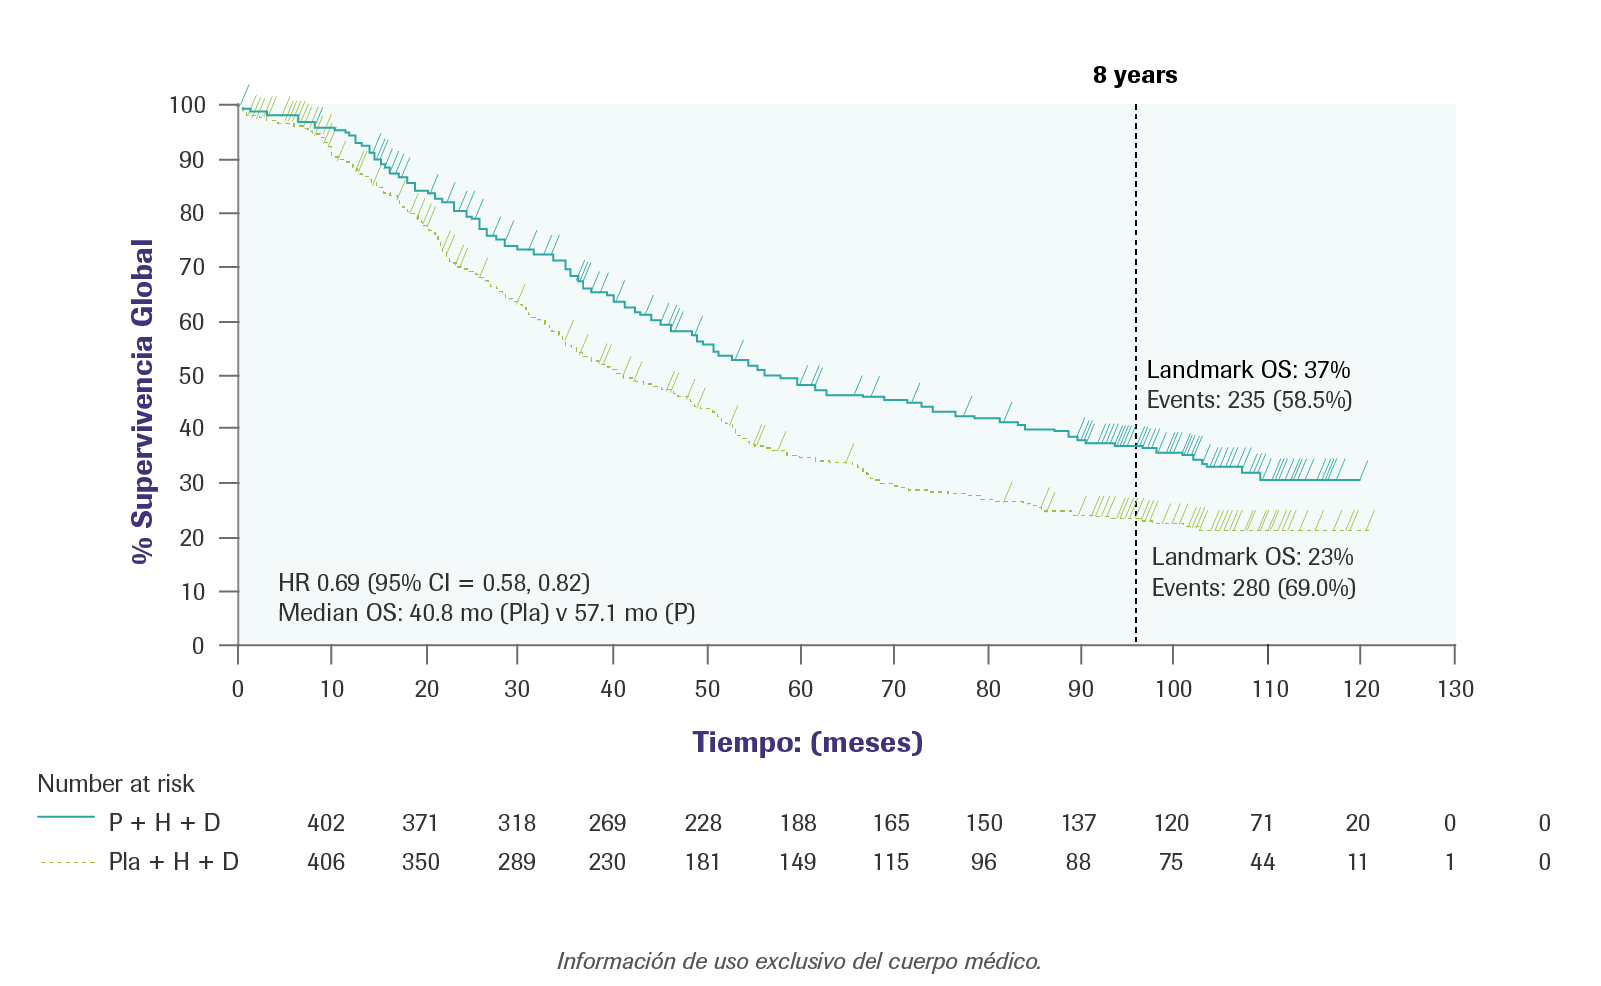 8 years
% Supervivencia Global
100
90
80
70
60
50
40
30
20
10
0
Landmark OS: 37%
Events: 235 (58.5%)
Landmark OS: 23%
Events: 280 (69.0%)
HR 0.69 (95% CI = 0.58, 0.82)
Median OS: 40.8 mo (Pla) v 57.1 mo (P)
0 10 20 30 40 50 60 70 80 90 100 110 120 130
Tiempo: (meses)
Number at risk
P + H + D 402 371 318 269 228 188 165 150 137 120 71 20 0 0
Pla + H + D 406 350 289 230 181 149 115 96 88 75 44 11 1 0
Información de uso exclusivo del cuerpo médico.